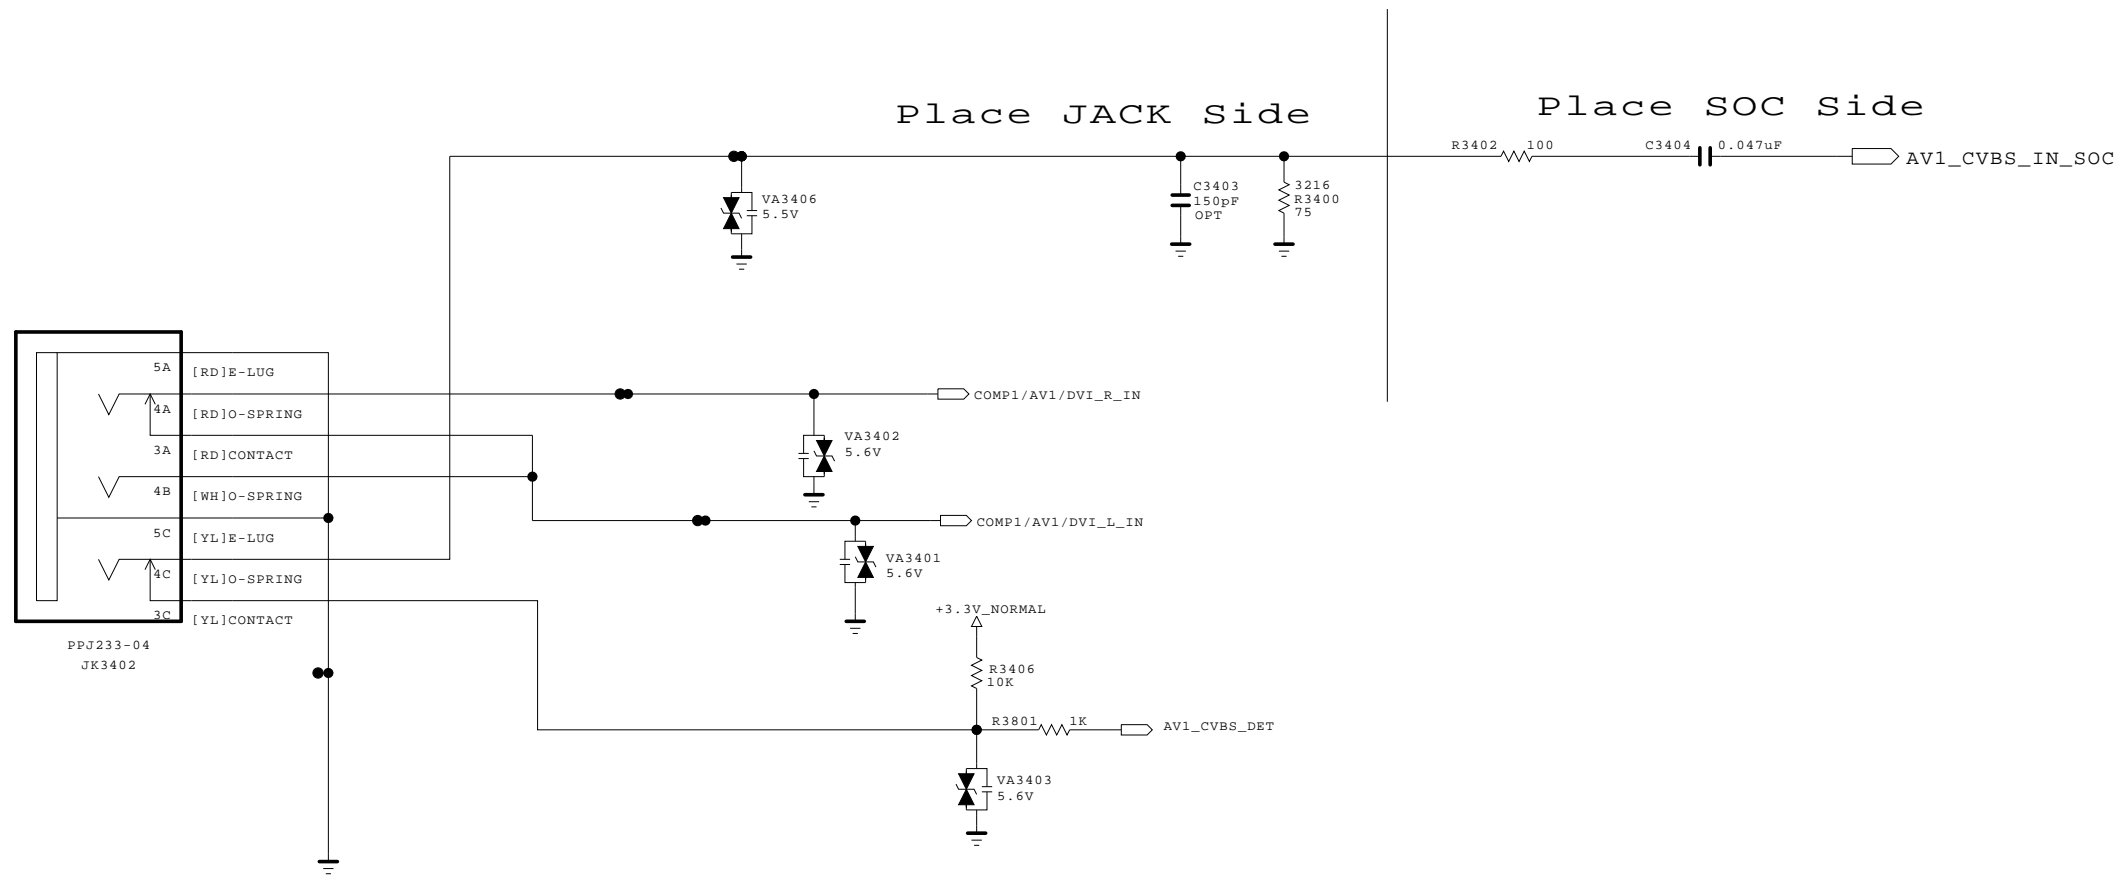 Place JACK Side
Place SOC Side
R3402 100
C3404 0.047uF
AV1_CVBS_IN_SOC
VA3406
5.5V
C3403
150pF
OPT
3216
R3400
75
5A [RD]E-LUG
4A [RD]O-SPRING
3A [RD]CONTACT
4B [WH]O-SPRING
5C [YL]E-LUG
4C [YL]O-SPRING
3C [YL]CONTACT
PPJ233-04
JK3402
COMP1/AV1/DVI_R_IN
VA3402
5.6V
COMP1/AV1/DVI_L_IN
VA3401
5.6V
+3.3V_NORMAL
R3406
10K
R3801 1K
AV1_CVBS_DET
VA3403
5.6V